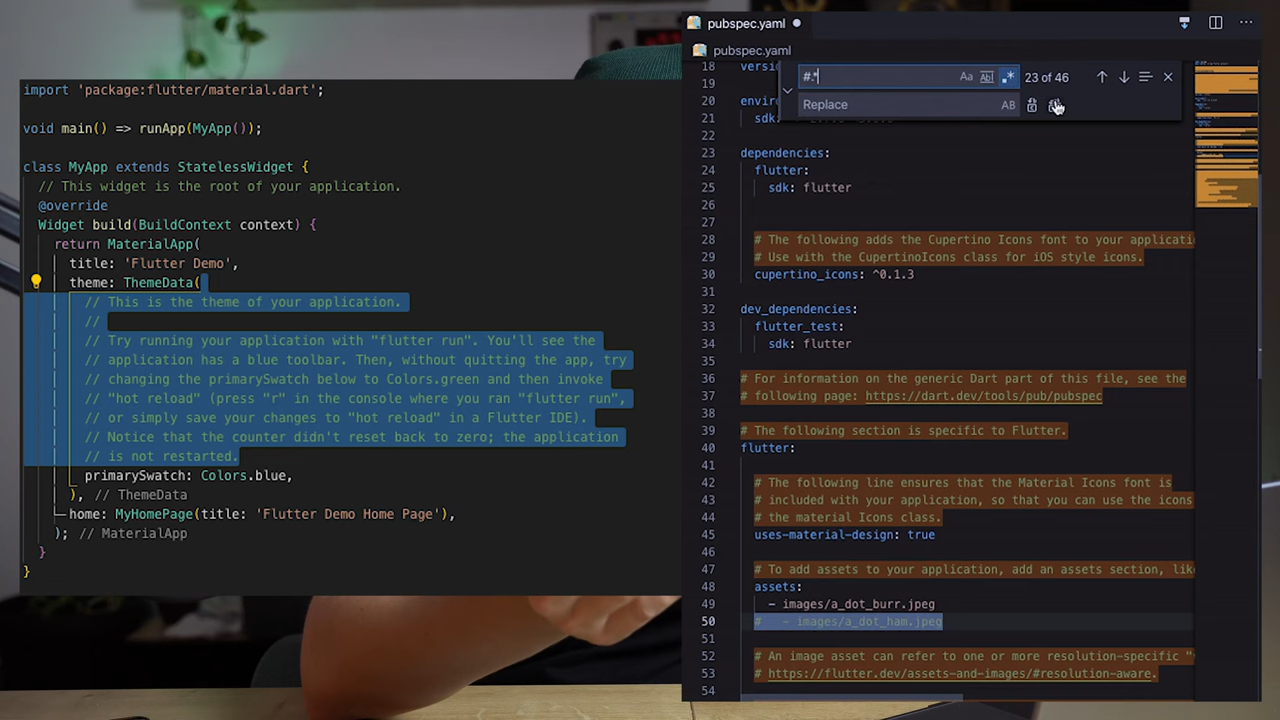 import 'package:flutter/material.dart';
void main() => runApp(MyApp());
class MyApp extends StatelessWidget {
// This widget is the root of your application.
@override
Widget build(BuildContext context) {
return MaterialApp(
title: 'Flutter Demo',
theme: ThemeData(
// This is the theme of your application.
//
// Try running your application with "flutter run". You'll see the
// application has a blue toolbar. Then, without quitting the app, try
// changing the primarySwatch below to Colors.green and then invoke
// "hot reload" (press "r" in the console where you ran "flutter run",
// or simply save your changes to "hot reload" in a Flutter IDE).
// Notice that the counter didn't reset back to zero; the application
// is not restarted.
primarySwatch: Colors.blue,
), // ThemeData
home: MyHomePage(title: 'Flutter Demo Home Page'),
); // MaterialApp
}
}
pubspec.yaml
pubspec.yaml
#.*
Aa
Ab
.*
23 of 46
Replace
AB
18 versi
19
20 envir
21 sdk:
22
23 dependencies:
24 flutter:
25 sdk: flutter
26
27
28 # The following adds the Cupertino Icons font to your applicati
29 # Use with the CupertinoIcons class for iOS style icons.
30 cupertino_icons: ^0.1.3
31
32 dev_dependencies:
33 flutter_test:
34 sdk: flutter
35
36 # For information on the generic Dart part of this file, see the
37 # following page: https://dart.dev/tools/pub/pubspec
38
39 # The following section is specific to Flutter.
40 flutter:
41
42 # The following line ensures that the Material Icons font is
43 # included with your application, so that you can use the icons
44 # the material Icons class.
45 uses-material-design: true
46
47 # To add assets to your application, add an assets section, lik
48 assets:
49 - images/a_dot_burr.jpeg
50 # - images/a_dot_ham.jpeg
51
52 # An image asset can refer to one or more resolution-specific "
53 # https://flutter.dev/assets-and-images/#resolution-aware.
54